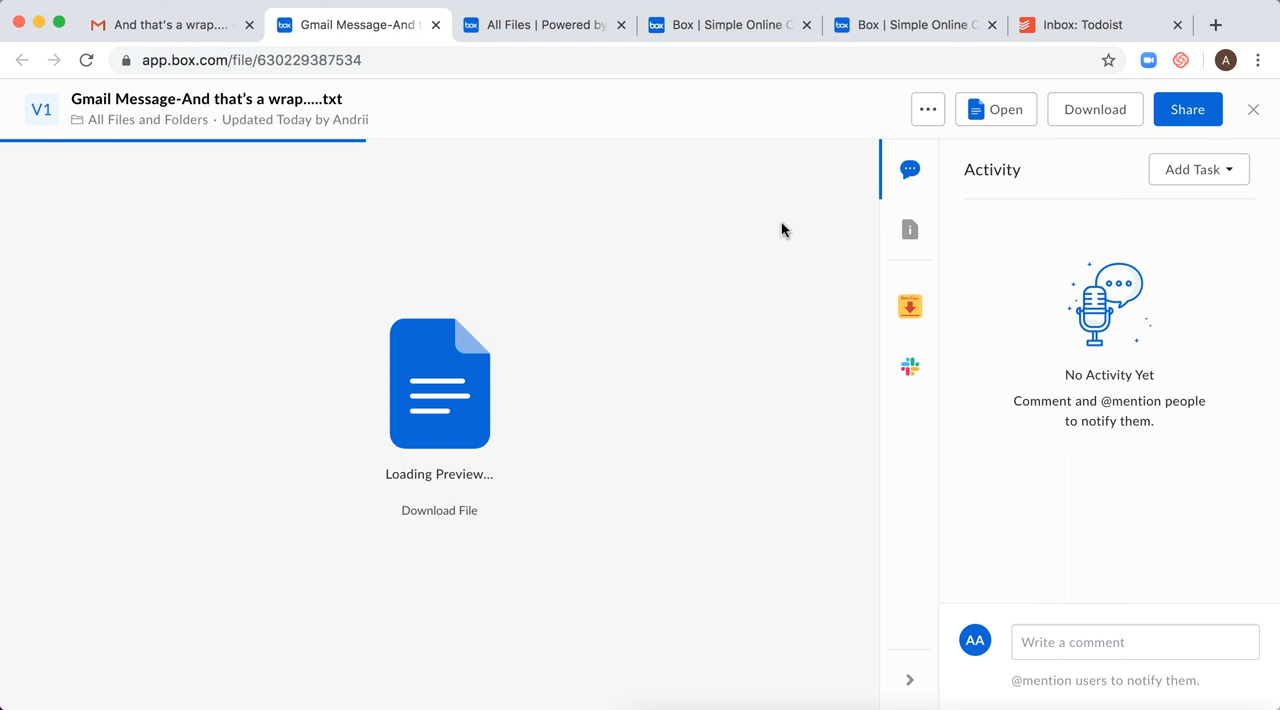 And that's a wrap.... -
Gmail Message-And t
All Files | Powered by
Box | Simple Online C
Box | Simple Online C
Inbox: Todoist
app.box.com/file/630229387534
A
V1
Gmail Message-And that's a wrap.....txt
All Files and Folders · Updated Today by Andrii
Open
Download
Share
Activity
Add Task
Loading Preview...
Download File
No Activity Yet
Comment and @mention people
to notify them.
AA
Write a comment
@mention users to notify them.